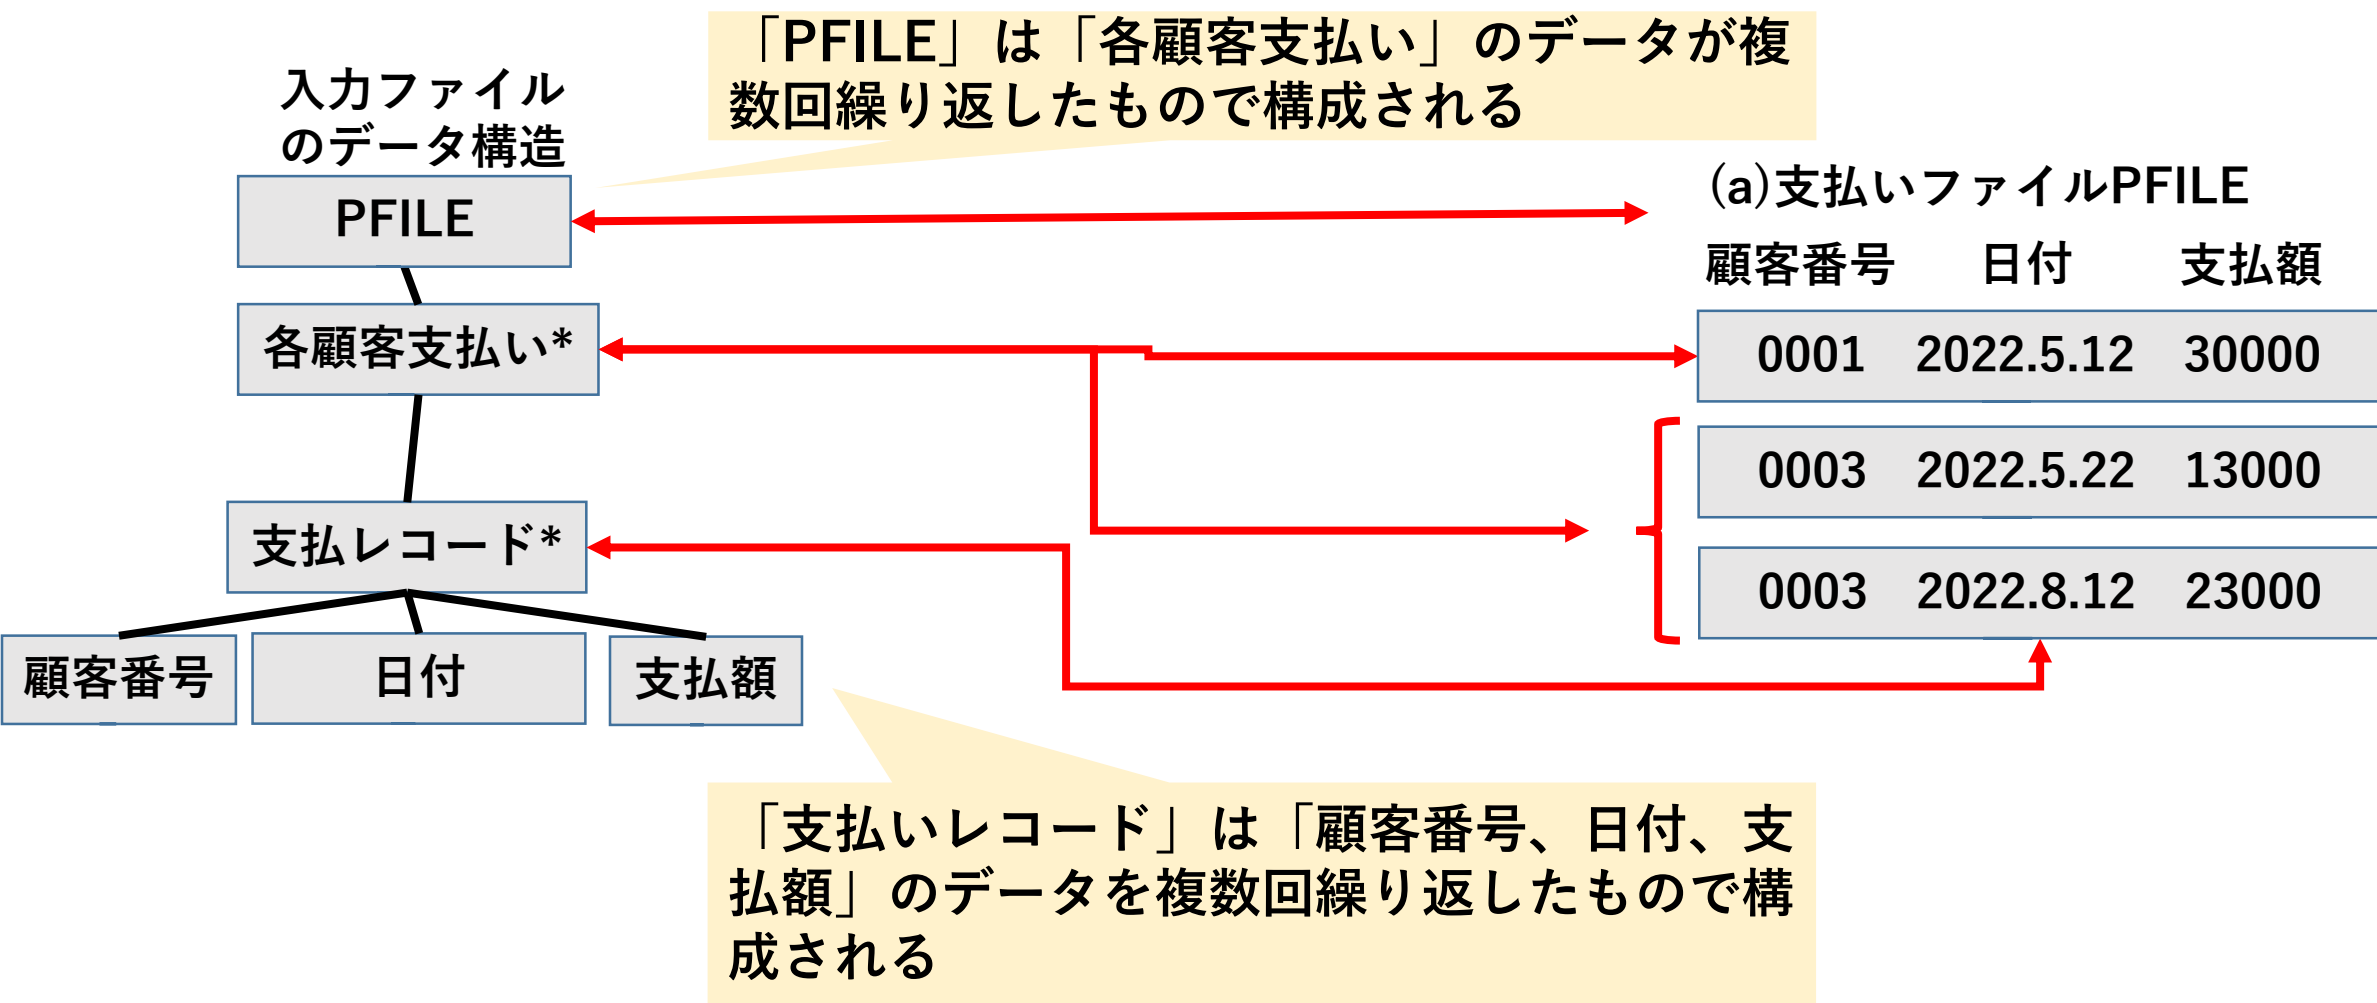 「PFILE」は「各顧客支払い」のデータが複
数回繰り返したもので構成される
入力ファイル
のデータ構造
PFILE
各顧客支払い*
支払レコード*
顧客番号
日付
支払額
(a)支払いファイルPFILE
顧客番号 日付 支払額
0001 2022.5.12 30000
0003 2022.5.22 13000
0003 2022.8.12 23000
「支払いレコード」は「顧客番号、日付、支
払額」のデータを複数回繰り返したもので構
成される